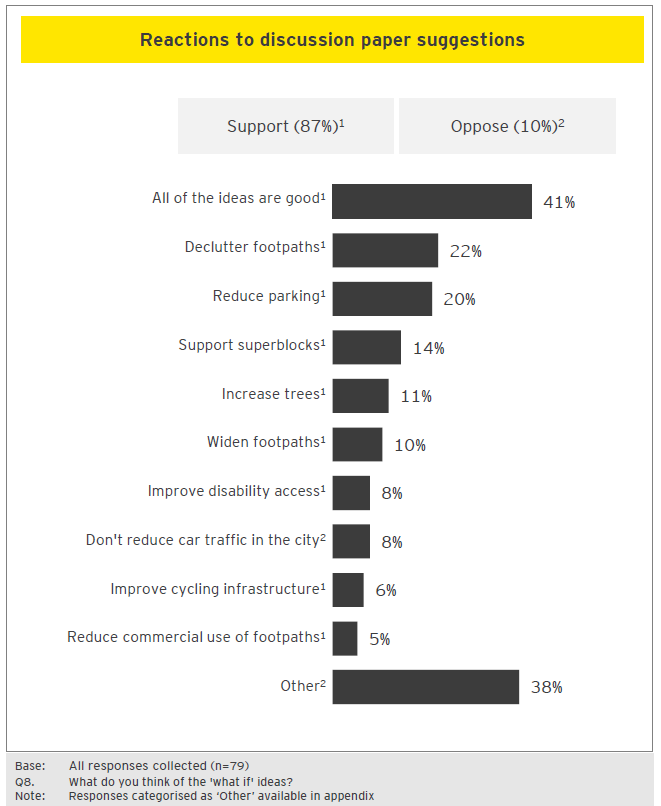 Reactions to discussion paper suggestions
Support (87%)¹
Oppose (10%)²
All of the ideas are good¹ 41%
Declutter footpaths¹ 22%
Reduce parking¹ 20%
Support superblocks¹ 14%
Increase trees¹ 11%
Widen footpaths¹ 10%
Improve disability access¹ 8%
Don't reduce car traffic in the city² 8%
Improve cycling infrastructure¹ 6%
Reduce commercial use of footpaths¹ 5%
Other² 38%
Base: All responses collected (n=79)
Q8. What do you think of the 'what if' ideas?
Note: Responses categorised as ‘Other’ available in appendix